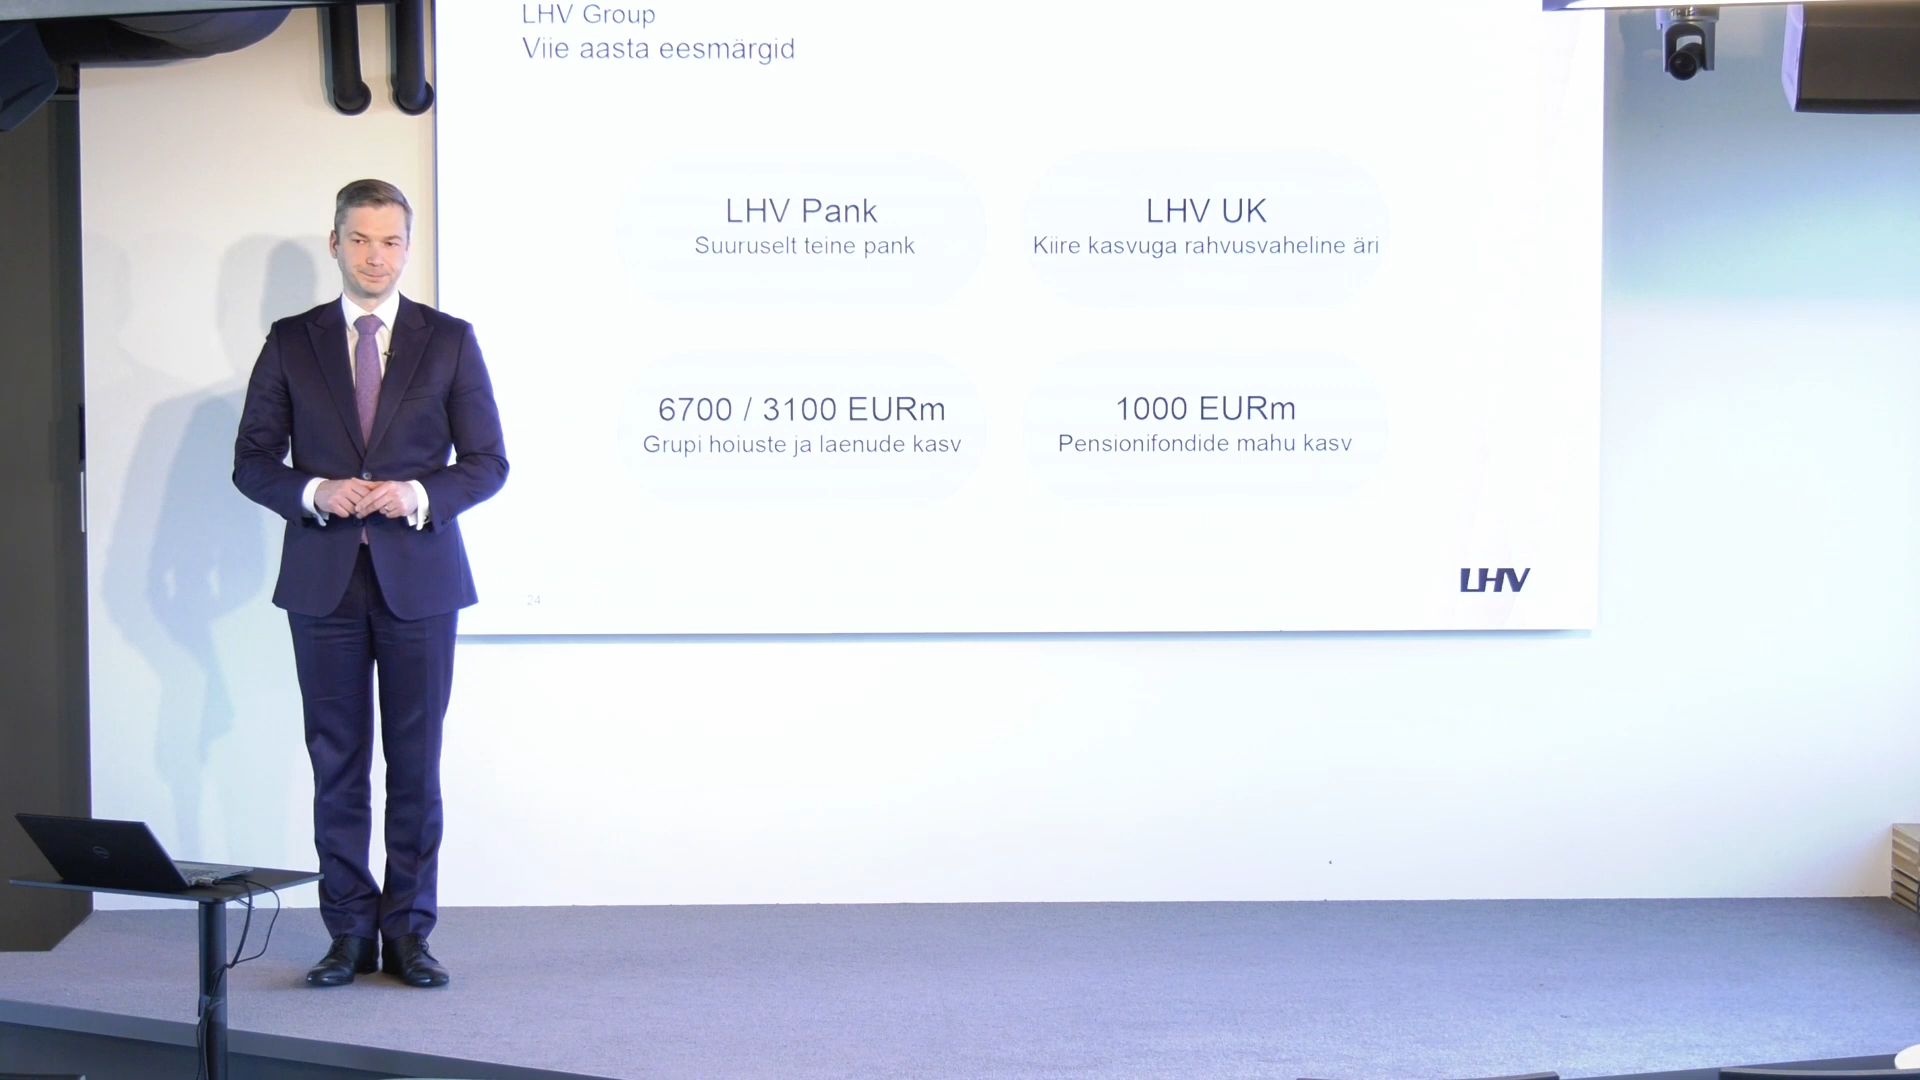 LHV Group
Viie aasta eesmärgid
LHV Pank
Suuruselt teine pank
LHV UK
Kiire kasvuga rahvusvaheline äri
6700 / 3100 EURm
Grupi hoiuste ja laenude kasv
1000 EURm
Pensionifondide mahu kasv
24
LHV